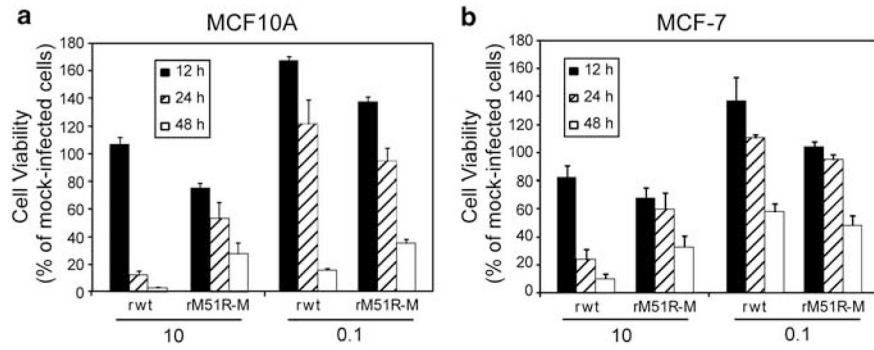 a
MCF10A
Cell Viability
(% of mock-infected cells)
180
160
140
120
100
80
60
40
20
0
12 h
24 h
48 h
rwt
rM51R-M
rwt
rM51R-M
10
0.1
b
MCF-7
Cell Viability
(% of mock-infected cells)
180
160
140
120
100
80
60
40
20
0
12 h
24 h
48 h
rwt
rM51R-M
rwt
rM51R-M
10
0.1